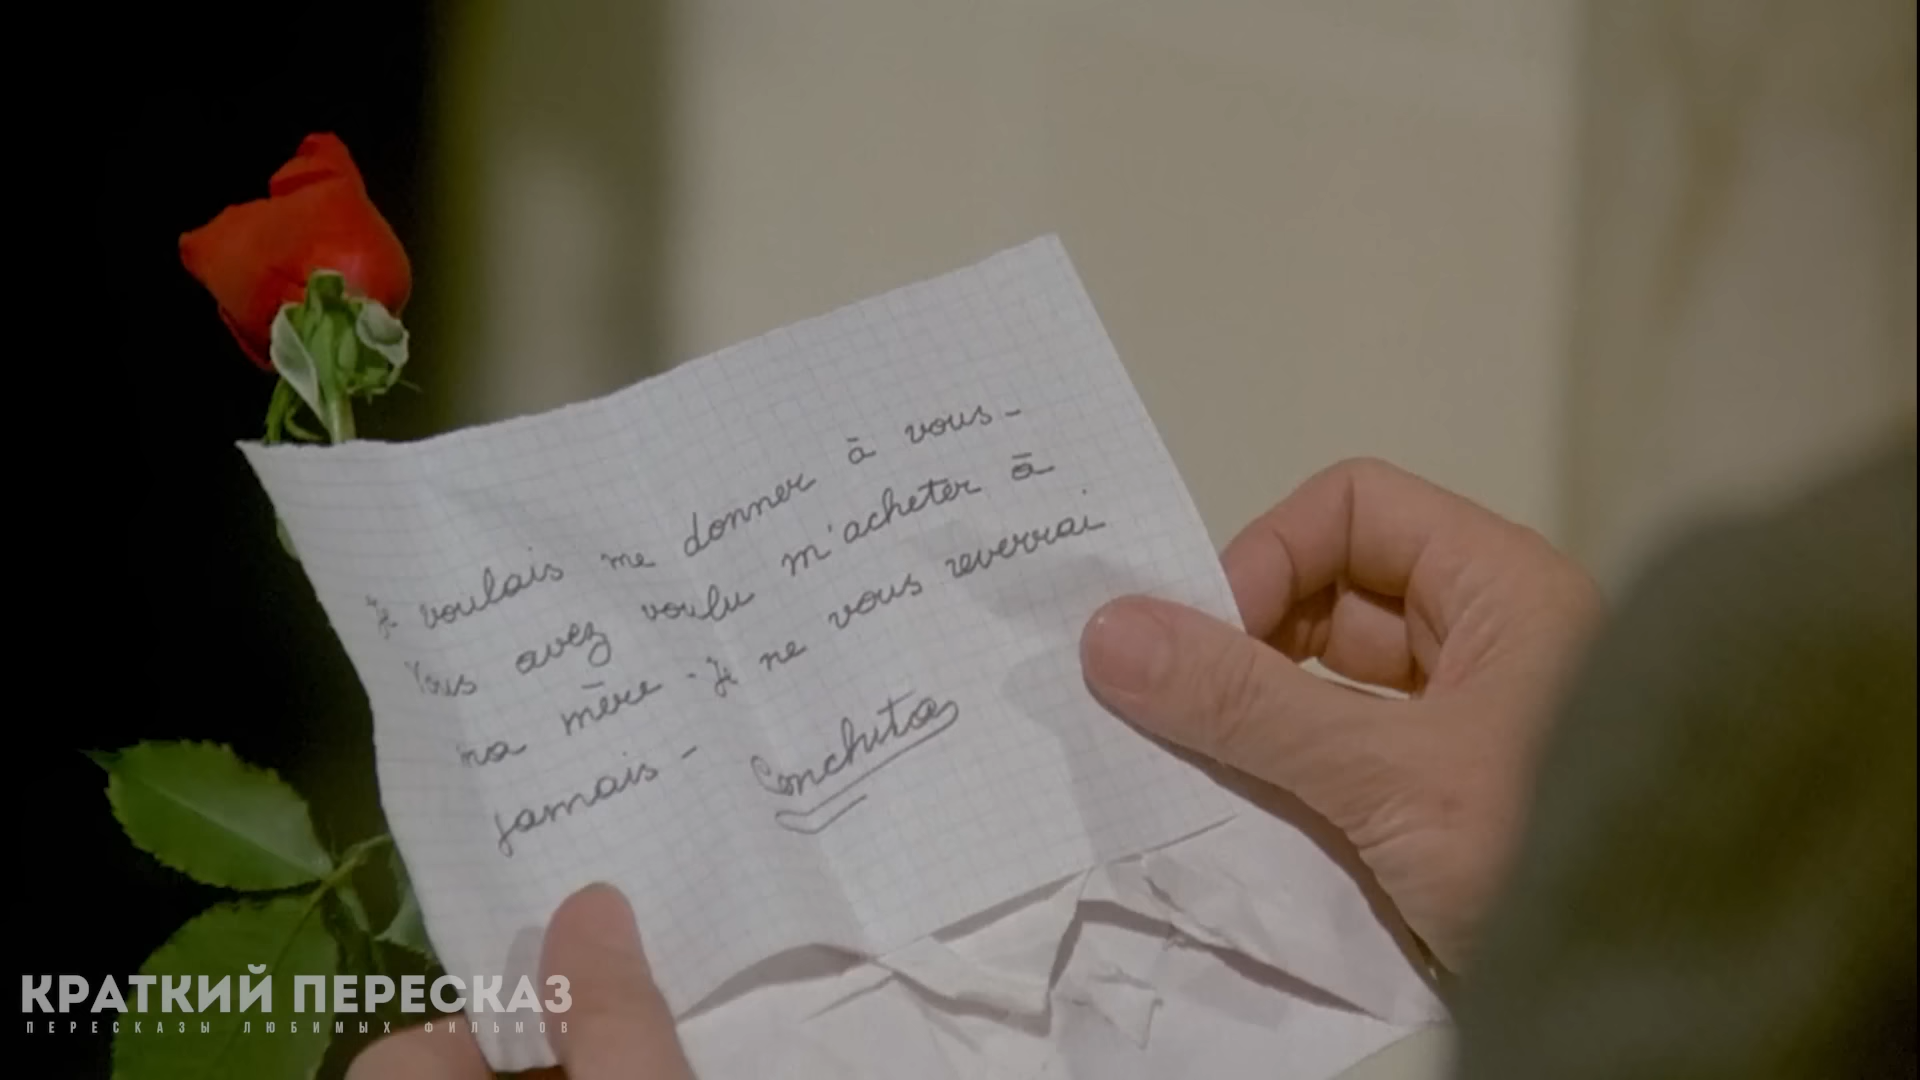 Je voulais me donner à vous -
Vous avez voulu m'acheter à
ma mère - Je ne vous reverrai
jamais - Conchita
КРАТКИЙ ПЕРЕСКАЗ
ПЕРЕСКАЗЫ ЛЮБИМЫХ ФИЛЬМОВ